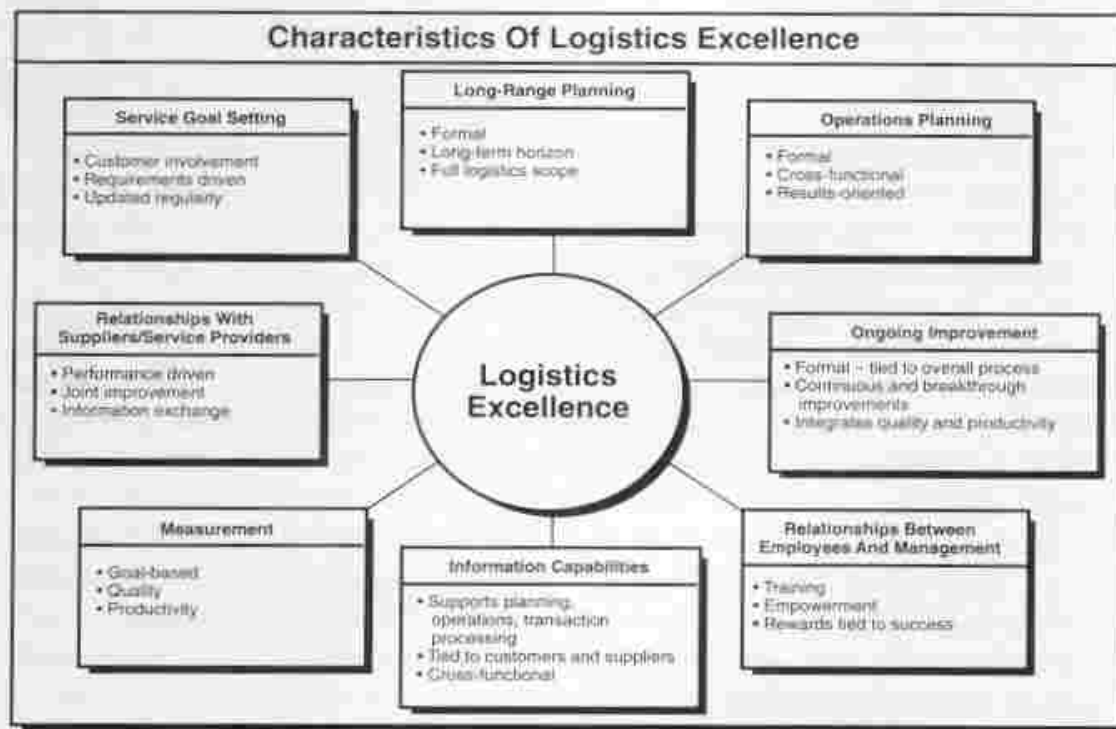 Characteristics Of Logistics Excellence
Long-Range Planning
• Formal
• Long-term horizon
• Full logistics scope
Service Goal Setting
• Customer involvement
• Requirements driven
• Updated regularly
Operations Planning
• Formal
• Cross-functional
• Results-oriented
Relationships With
Suppliers/Service Providers
• Performance driven
• Joint improvement
• Information exchange
Logistics
Excellence
Ongoing Improvement
• Formal – tied to overall process
• Continuous and breakthrough
improvements
• Integrates quality and productivity
Measurement
• Goal-based
• Quality
• Productivity
Information Capabilities
• Supports planning,
operations, transaction
processing
• Tied to customers and suppliers
• Cross-functional
Relationships Between
Employees And Management
• Training
• Empowerment
• Rewards tied to success